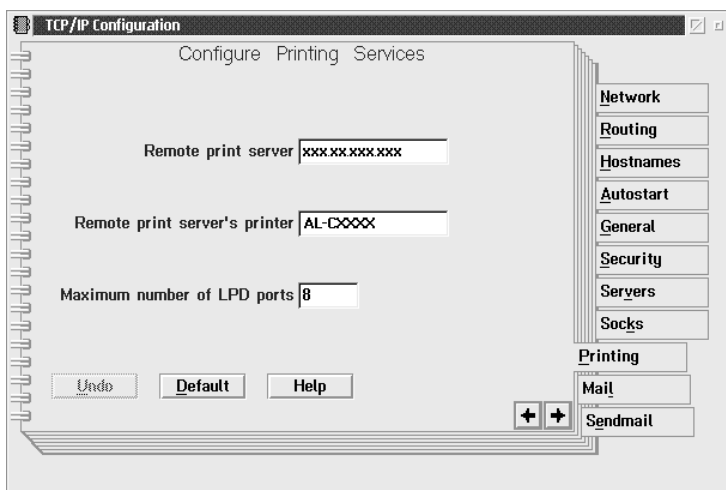 TCP/IP Configuration
Configure Printing Services
Remote print server xxx.xx.xxx.xxx
Remote print server's printer AL-CXXXX
Maximum number of LPD ports 8
Undo Default Help
Network
Routing
Hostnames
Autostart
General
Security
Servers
Socks
Printing
Mail
Sendmail